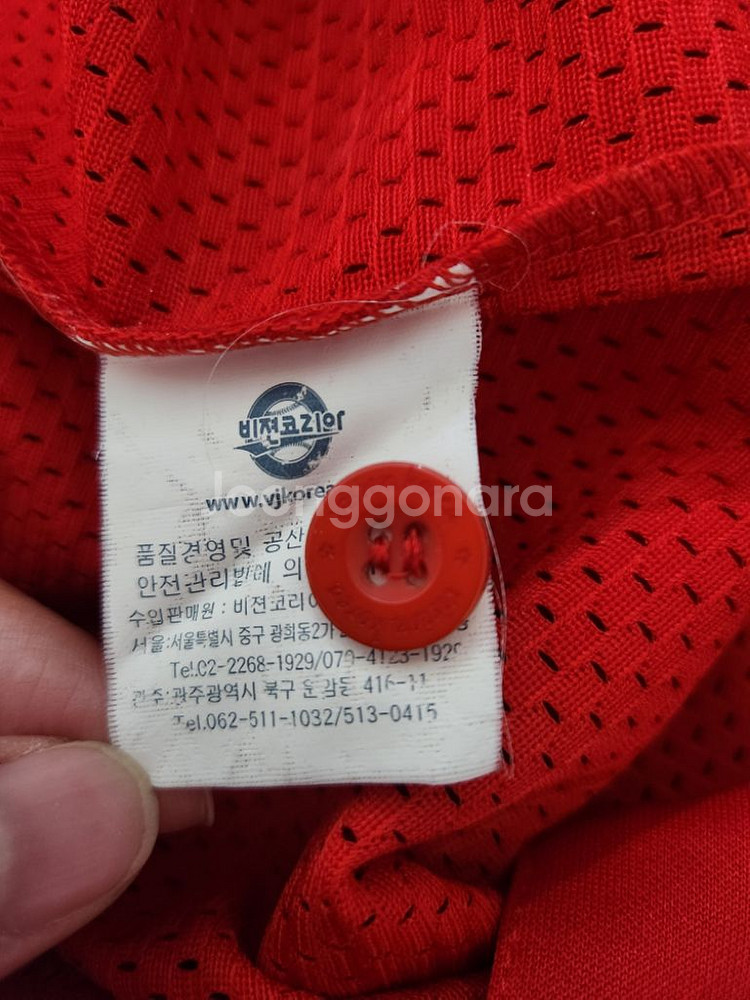 비젼코리아
www.vjkorea
joonggonara
품질경영및 공산
안전관리법에 의
수입판매원 : 비젼코리아
서울:서울특별시 중구 광희동2가
Tel.02-2268-1929/070-4123-1929
광주:광주광역시 북구 운암동 416-11
Tel.062-511-1032/513-0415